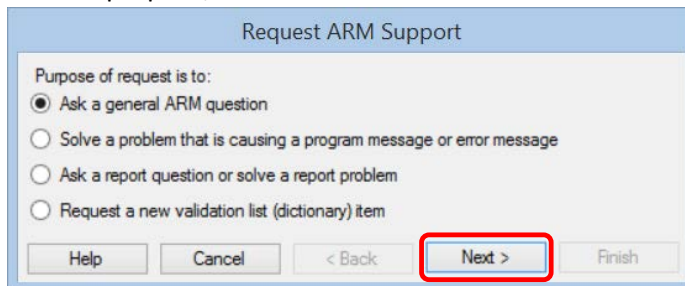 Request ARM Support
Purpose of request is to:
Ask a general ARM question
Solve a problem that is causing a program message or error message
Ask a report question or solve a report problem
Request a new validation list (dictionary) item
Help Cancel < Back Next > Finish